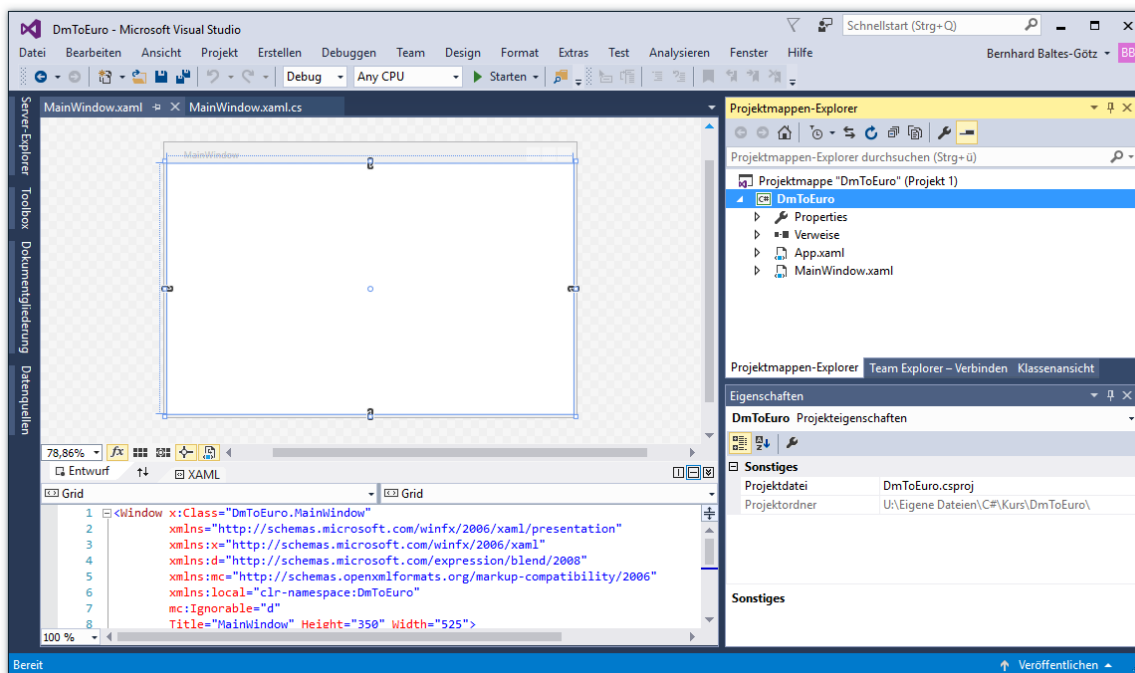 DmToEuro - Microsoft Visual Studio
Schnellstart (Strg+Q)
Datei Bearbeiten Ansicht Projekt Erstellen Debuggen Team Design Format Extras Test Analysieren Fenster Hilfe
Bernhard Baltes-Götz BB
Debug Any CPU Starten
Server-Explorer
Toolbox
Dokumentgliederung
Datenquellen
MainWindow.xaml MainWindow.xaml.cs
MainWindow
78,86% fx
Entwurf XAML
Grid Grid
1 <Window x:Class="DmToEuro.MainWindow"
2 xmlns="http://schemas.microsoft.com/winfx/2006/xaml/presentation"
3 xmlns:x="http://schemas.microsoft.com/winfx/2006/xaml"
4 xmlns:d="http://schemas.microsoft.com/expression/blend/2008"
5 xmlns:mc="http://schemas.openxmlformats.org/markup-compatibility/2006"
6 xmlns:local="clr-namespace:DmToEuro"
7 mc:Ignorable="d"
8 Title="MainWindow" Height="350" Width="525">
100 %
Projektmappen-Explorer
Projektmappen-Explorer durchsuchen (Strg+ü)
Projektmappe "DmToEuro" (Projekt 1)
C# DmToEuro
Properties
Verweise
App.xaml
MainWindow.xaml
Projektmappen-Explorer Team Explorer – Verbinden Klassenansicht
Eigenschaften
DmToEuro Projekteigenschaften
Sonstiges
Projektdatei DmToEuro.csproj
Projektordner U:\Eigene Dateien\C#\Kurs\DmToEuro\
Sonstiges
Bereit
Veröffentlichen